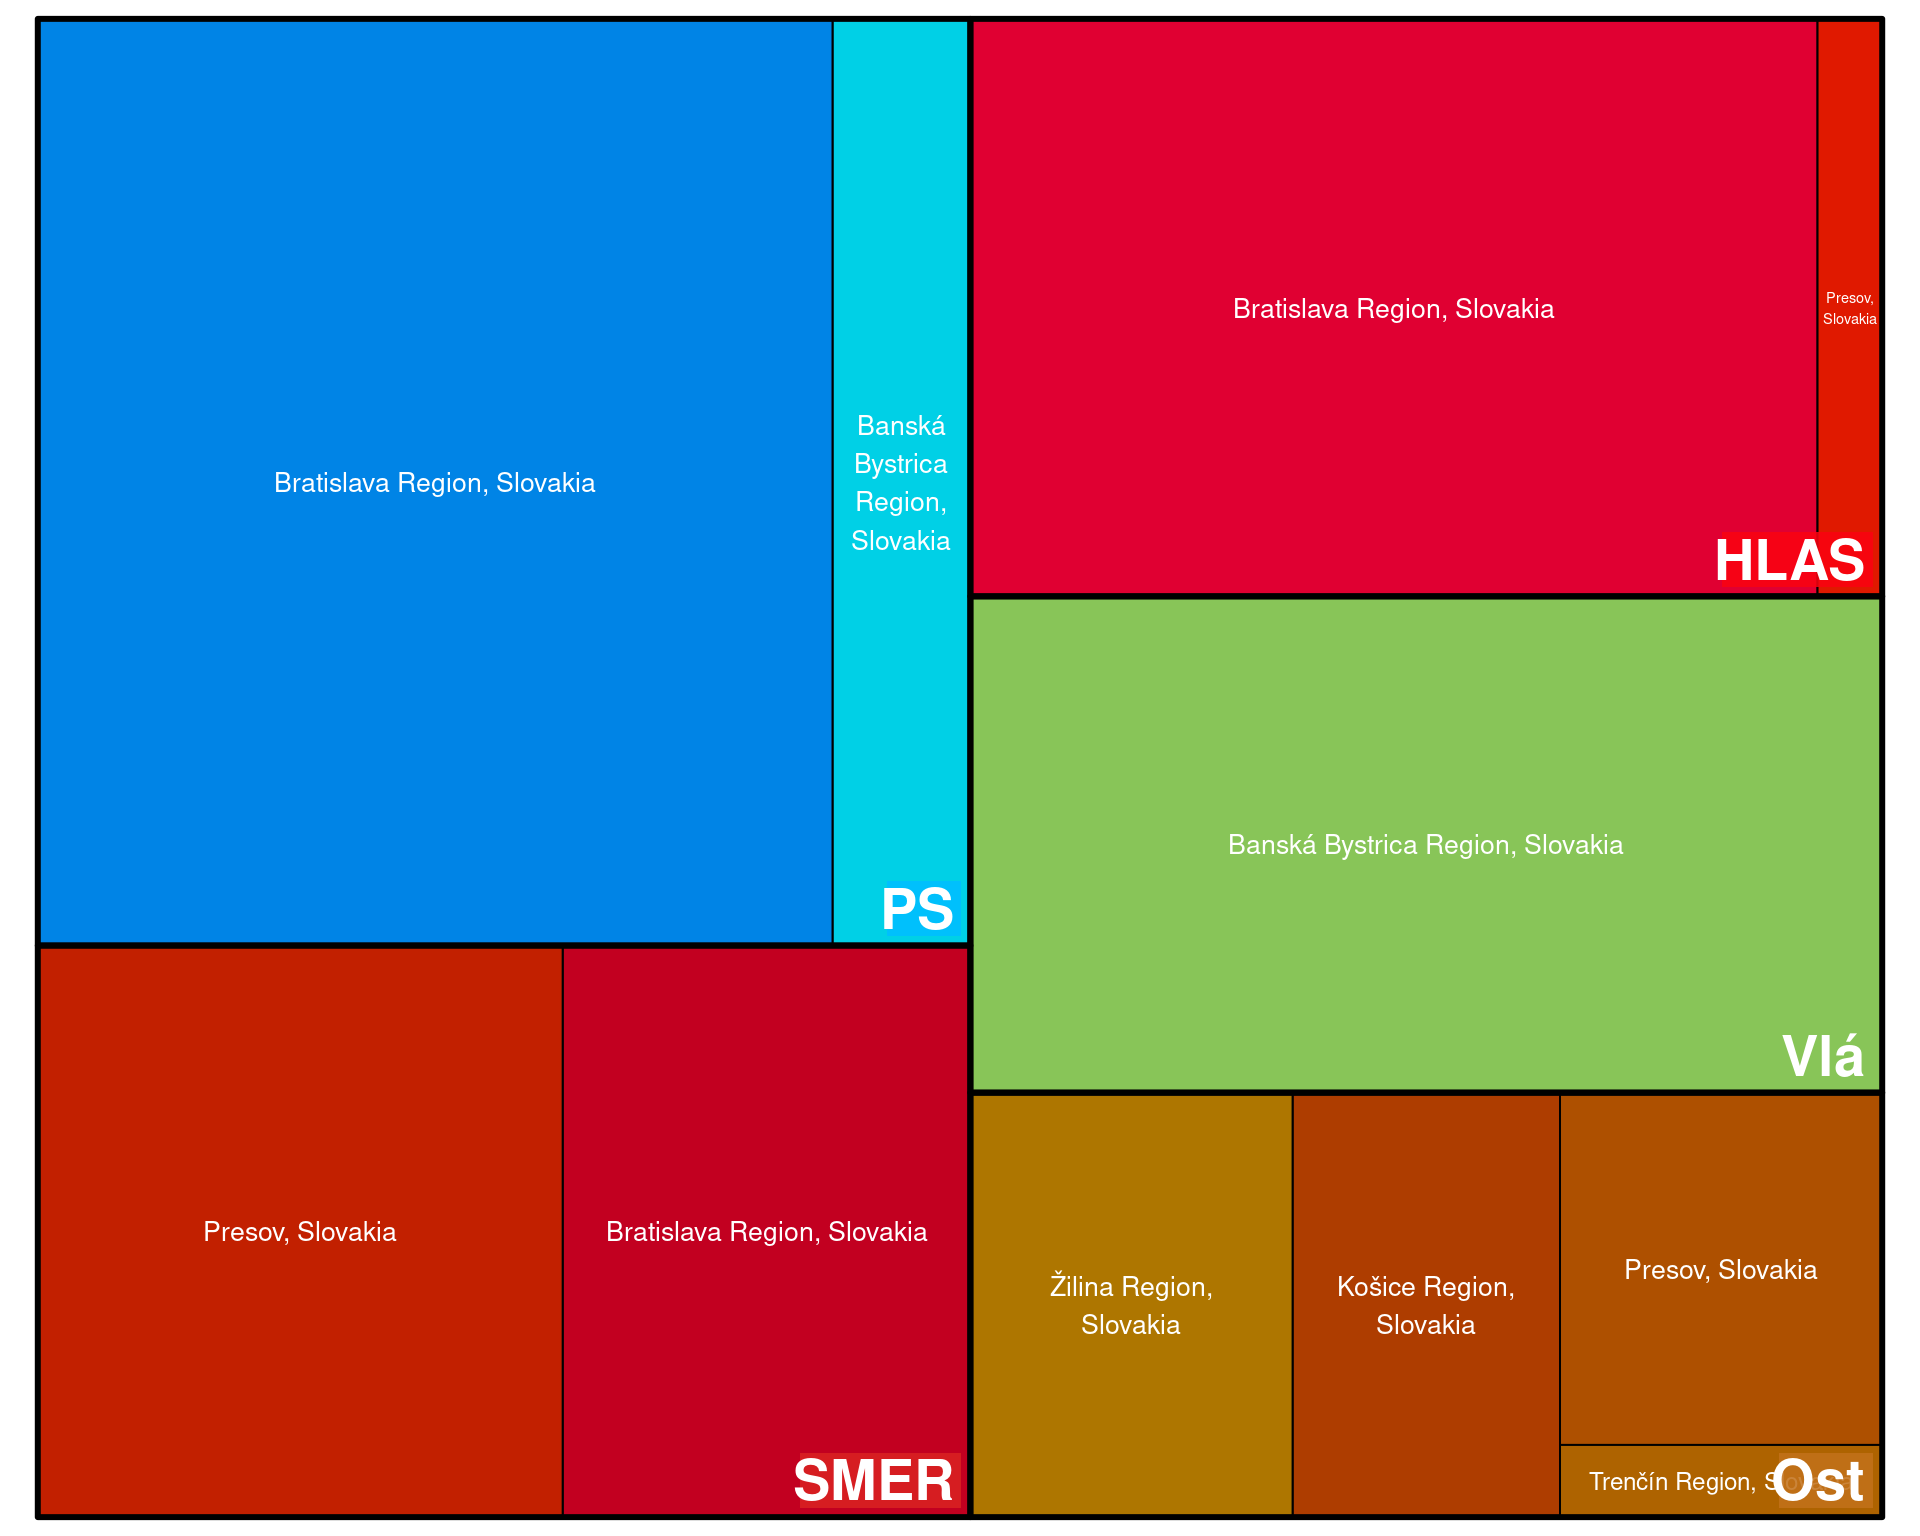 Bratislava Region, Slovakia
Banská
Bystrica
Region,
Slovakia
PS
Bratislava Region, Slovakia
Presov,
Slovakia
HLAS
Banská Bystrica Region, Slovakia
Vlá
Presov, Slovakia
Bratislava Region, Slovakia
SMER
Žilina Region,
Slovakia
Košice Region,
Slovakia
Presov, Slovakia
Trenčín Region,
Ost